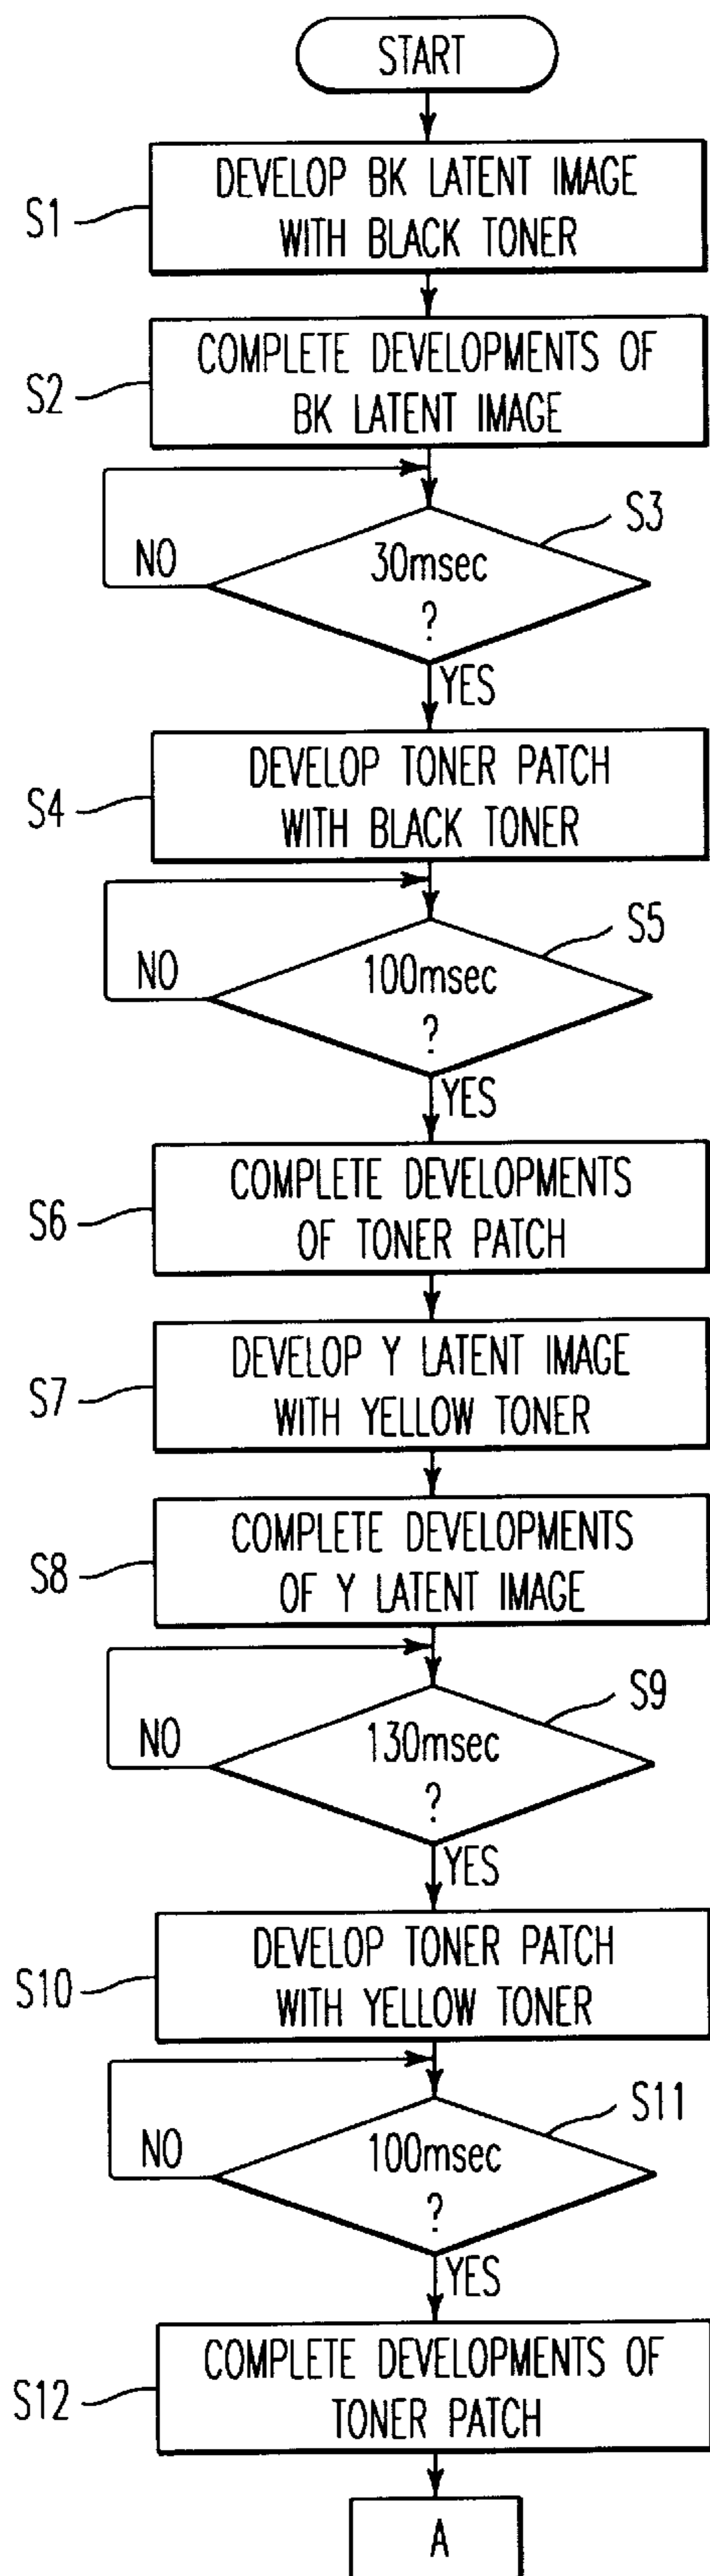 START
S1
DEVELOP BK LATENT IMAGE
WITH BLACK TONER
S2
COMPLETE DEVELOPMENTS OF
BK LATENT IMAGE
S3
NO
30msec
?
YES
S4
DEVELOP TONER PATCH
WITH BLACK TONER
S5
NO
100msec
?
YES
S6
COMPLETE DEVELOPMENTS
OF TONER PATCH
S7
DEVELOP Y LATENT IMAGE
WITH YELLOW TONER
S8
COMPLETE DEVELOPMENTS
OF Y LATENT IMAGE
S9
NO
130msec
?
YES
S10
DEVELOP TONER PATCH
WITH YELLOW TONER
S11
NO
100msec
?
YES
S12
COMPLETE DEVELOPMENTS OF
TONER PATCH
A